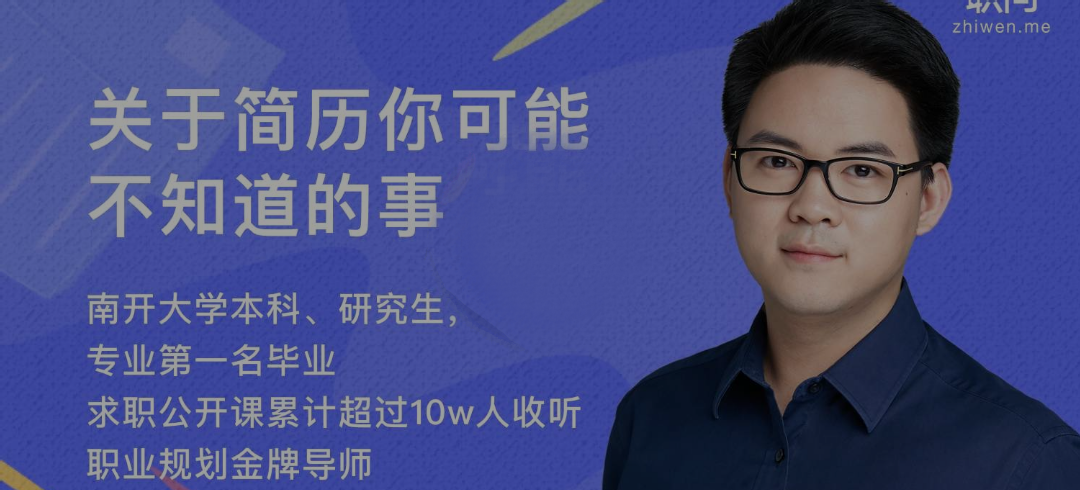 职问
zhiwen.me
关于简历你可能
不知道的事
南开大学本科、研究生，
专业第一名毕业
求职公开课累计超过10w人收听
职业规划金牌导师